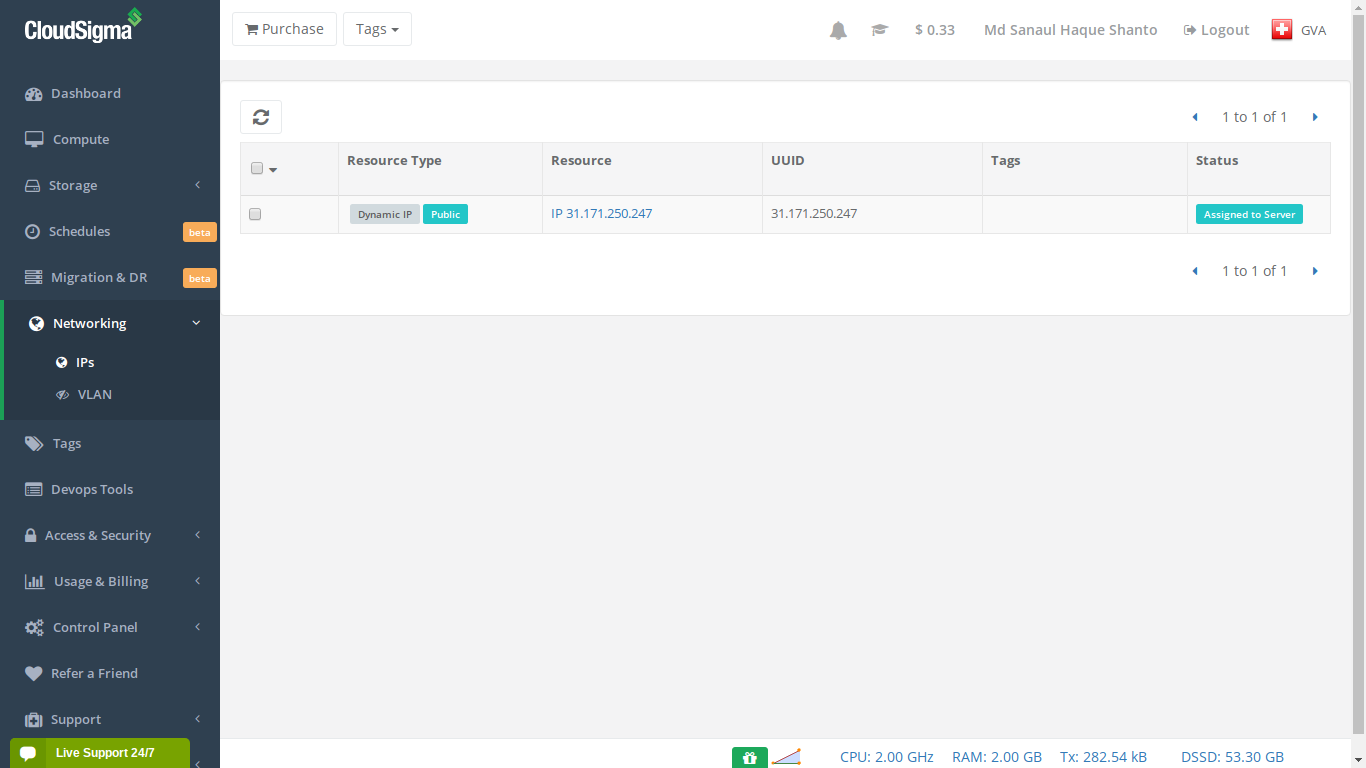 CloudSigma
Purchase
Tags
$ 0.33
Md Sanaul Haque Shanto
Logout
GVA
Dashboard
Compute
Storage
Schedules
beta
Migration & DR
beta
Networking
IPs
VLAN
Tags
Devops Tools
Access & Security
Usage & Billing
Control Panel
Refer a Friend
Support
Live Support 24/7
1 to 1 of 1
Resource Type
Resource
UUID
Tags
Status
Dynamic IP
Public
IP 31.171.250.247
31.171.250.247
Assigned to Server
1 to 1 of 1
CPU: 2.00 GHz
RAM: 2.00 GB
Tx: 282.54 kB
DSSD: 53.30 GB